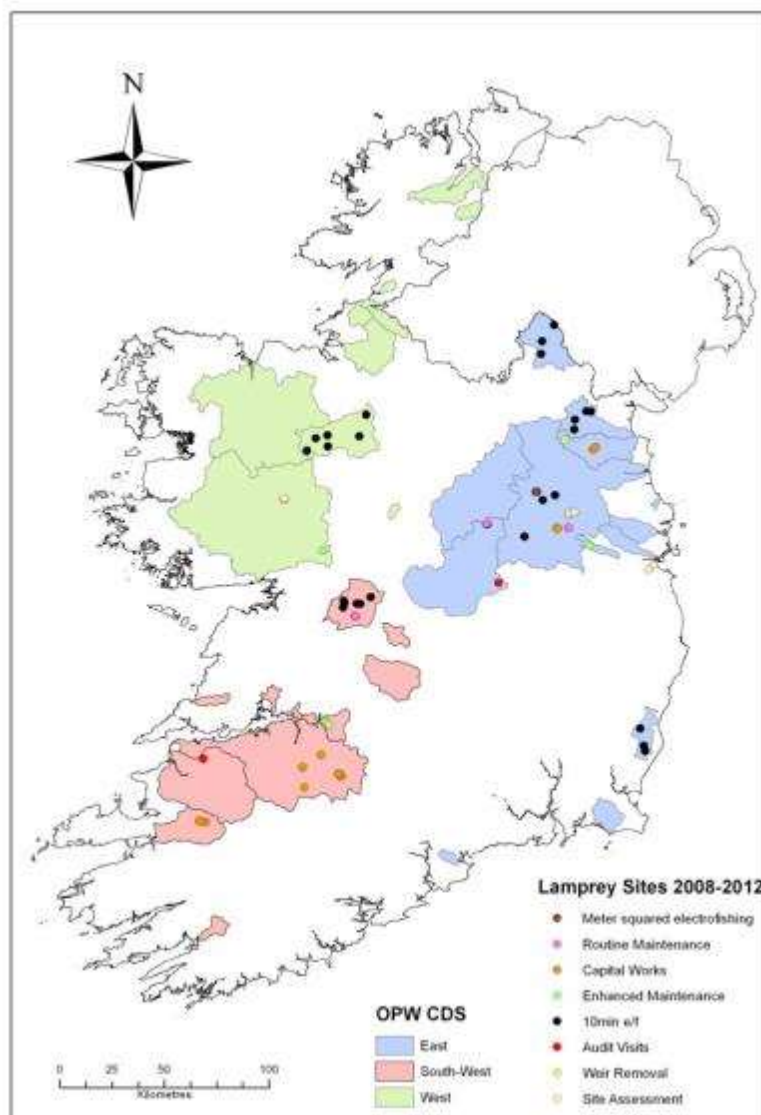 N
Lamprey Sites 2008-2012
Meter squared electrofishing
Routine Maintenance
Capital Works
Enhanced Maintenance
10min e/f
Audit Visits
Weir Removal
Site Assessment
OPW CDS
East
South-West
West
0 25 50 100
Kilometres